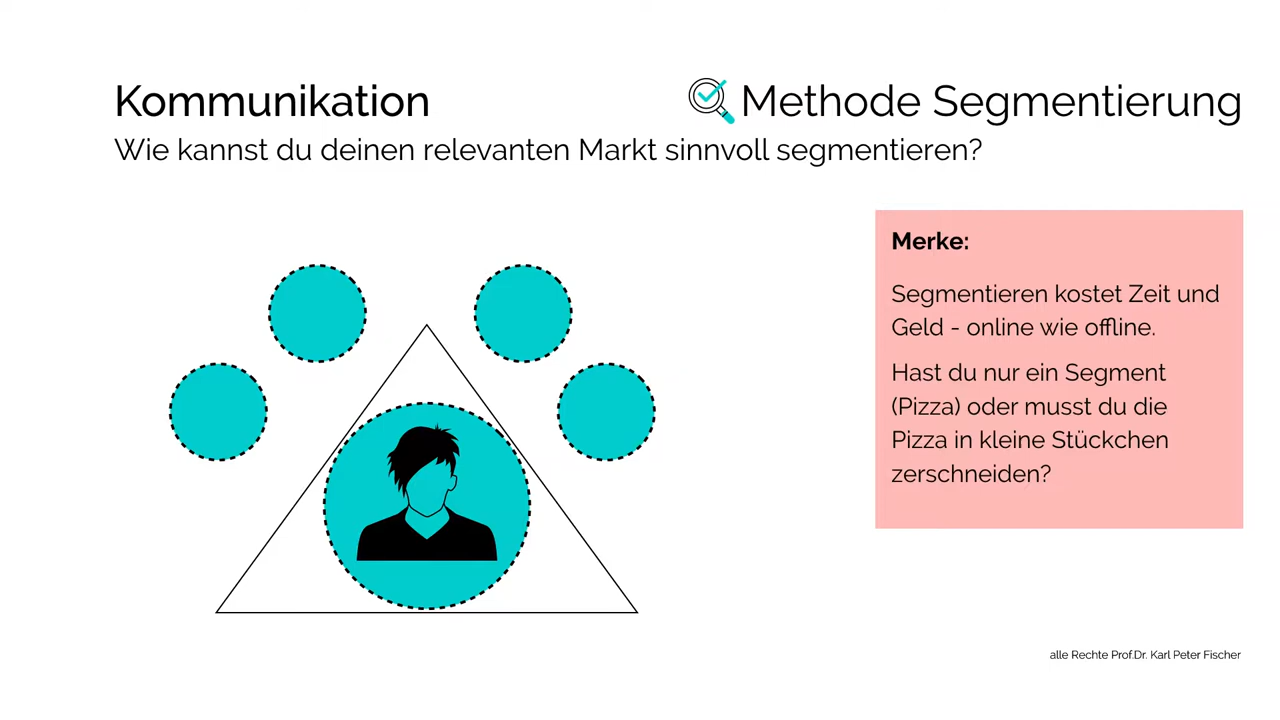 Kommunikation
Methode Segmentierung
Wie kannst du deinen relevanten Markt sinnvoll segmentieren?
Merke:
Segmentieren kostet Zeit und
Geld - online wie offline.
Hast du nur ein Segment
(Pizza) oder musst du die
Pizza in kleine Stückchen
zerschneiden?
alle Rechte Prof.Dr. Karl Peter Fischer